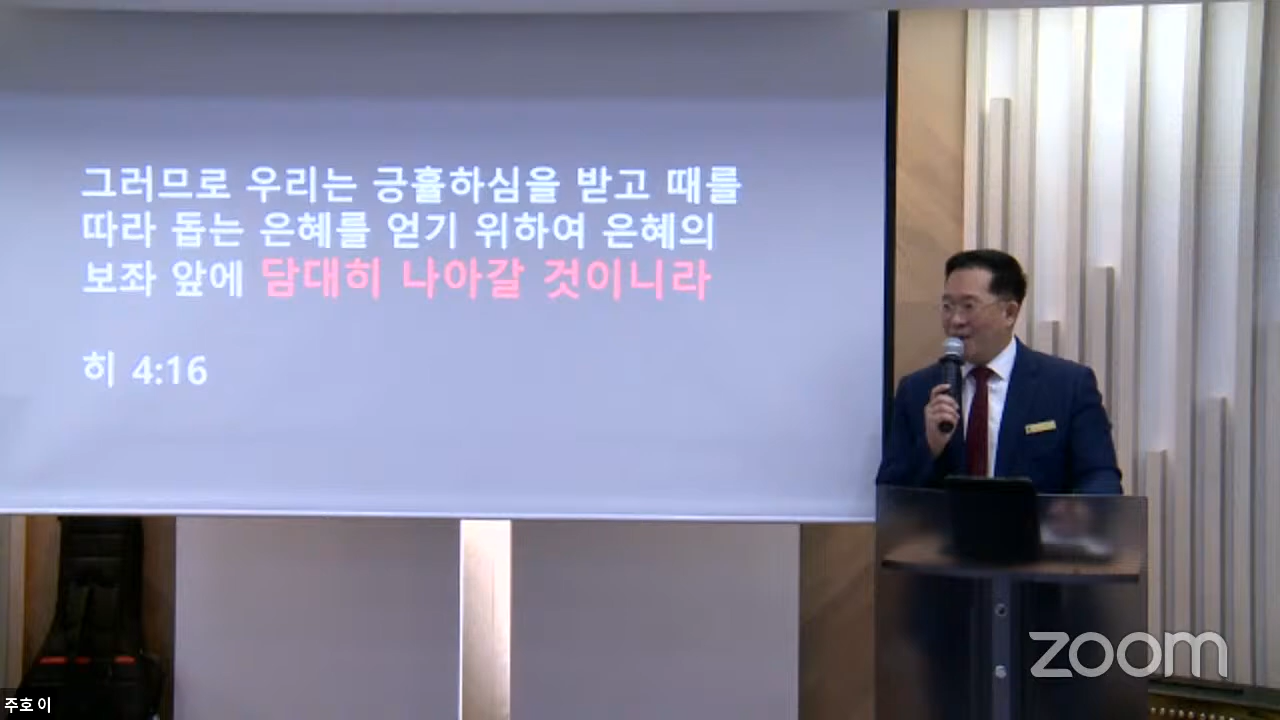 그러므로 우리는 긍휼하심을 받고 때를
따라 돕는 은혜를 얻기 위하여 은혜의
보좌 앞에 담대히 나아갈 것이니라
히 4:16
zoom
주호 이